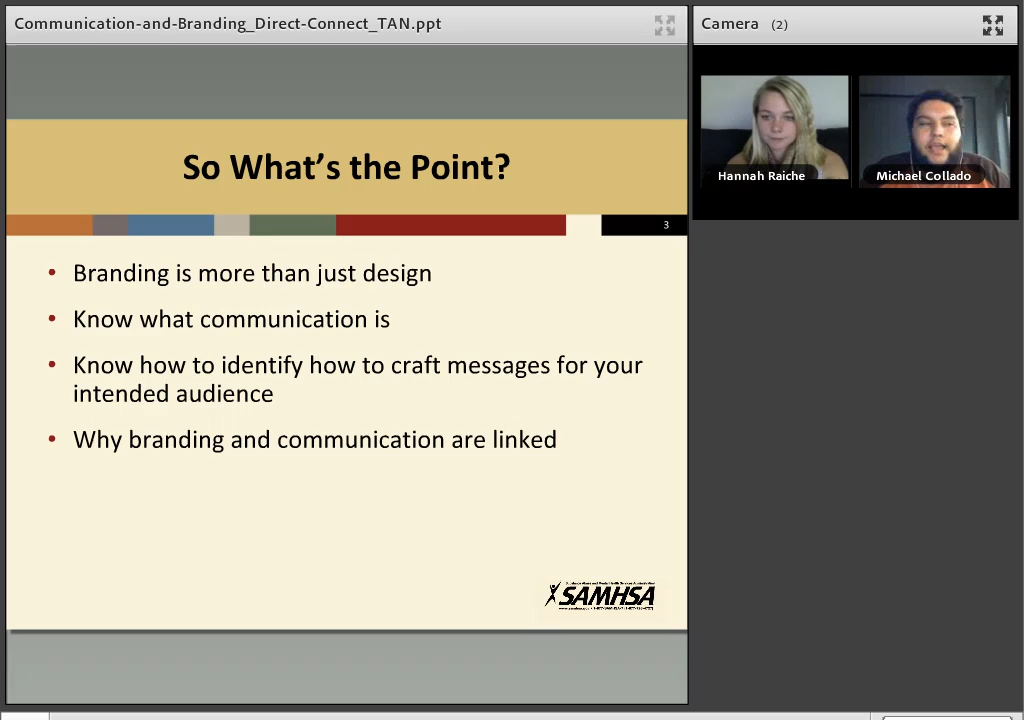 Communication-and-Branding_Direct-Connect_TAN.ppt
Camera (2)
Hannah Raiche
Michael Collado
So What’s the Point?
3
• Branding is more than just design
• Know what communication is
• Know how to identify how to craft messages for your
intended audience
• Why branding and communication are linked
SAMHSA